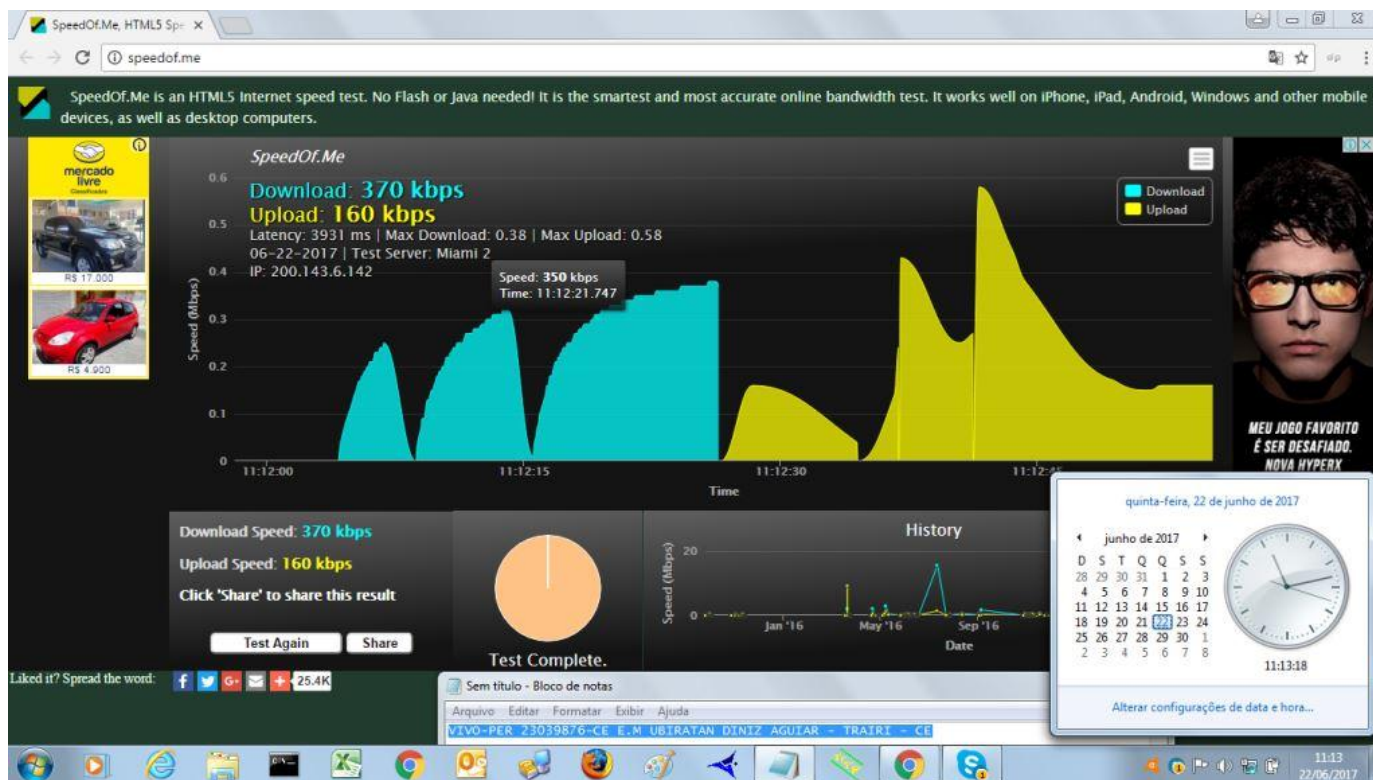 SpeedOf.Me, HTML5 Spe
speedof.me
SpeedOf.Me is an HTML5 Internet speed test. No Flash or Java needed! It is the smartest and most accurate online bandwidth test. It works well on iPhone, iPad, Android, Windows and other mobile
devices, as well as desktop computers.
mercado
livre
Classificados
R$ 17.000
R$ 4.900
SpeedOf.Me
Download: 370 kbps
Upload: 160 kbps
Latency: 3931 ms | Max Download: 0.38 | Max Upload: 0.58
06-22-2017 | Test Server: Miami 2
IP: 200.143.6.142
Speed: 350 kbps
Time: 11:12:21.747
Download
Upload
Speed (Mbps)
0.6
0.5
0.4
0.3
0.2
0.1
0
11:12:00
11:12:15
11:12:30
11:12:45
Time
MEU JOGO FAVORITO
É SER DESAFIADO.
NOVA HYPERX
Download Speed: 370 kbps
Upload Speed: 160 kbps
Click 'Share' to share this result
Test Again
Share
Test Complete.
History
Speed (Mbps)
20
0
Jan '16
May '16
Sep '16
Date
Liked it? Spread the word:
25.4K
Sem título - Bloco de notas
Arquivo Editar Formatar Exibir Ajuda
VIVO-PER 23039876-CE E.M UBIRATAN DINIZ AGUIAR - TRAIRI - CE
quinta-feira, 22 de junho de 2017
junho de 2017
D S T Q Q S S
28 29 30 31 1 2 3
4 5 6 7 8 9 10
11 12 13 14 15 16 17
18 19 20 21 22 23 24
25 26 27 28 29 30 1
2 3 4 5 6 7 8
11:13:18
Alterar configurações de data e hora...
11:13
22/06/2017